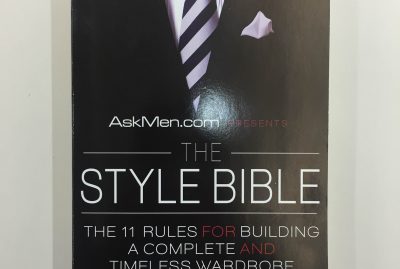 AskMen.com PRESENTS
THE
STYLE BIBLE
THE 11 RULES FOR BUILDING
A COMPLETE AND
TIMELESS WARDROBE